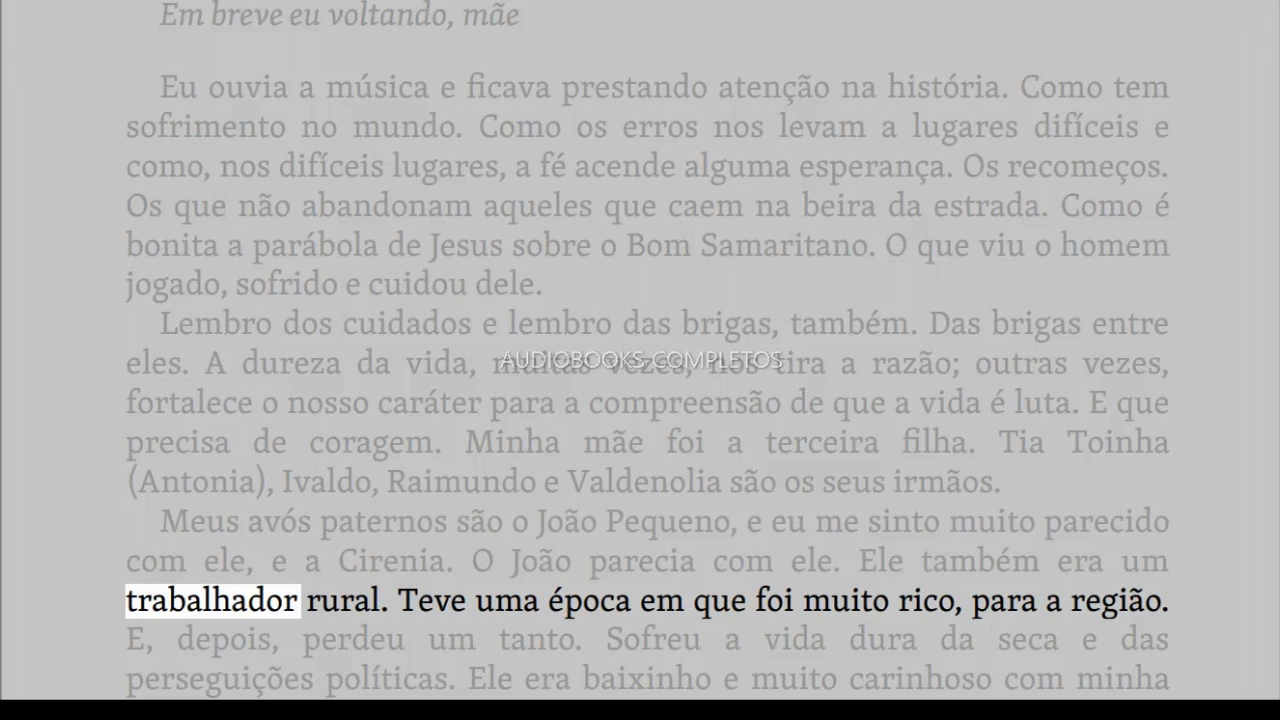 Em breve eu voltando, mãe
Eu ouvia a música e ficava prestando atenção na história. Como tem
sofrimento no mundo. Como os erros nos levam a lugares difíceis e
como, nos difíceis lugares, a fé acende alguma esperança. Os recomeços.
Os que não abandonam aqueles que caem na beira da estrada. Como é
bonita a parábola de Jesus sobre o Bom Samaritano. O que viu o homem
jogado, sofrido e cuidou dele.
Lembro dos cuidados e lembro das brigas, também. Das brigas entre
eles. A dureza da vida, muitas vezes, nos tira a razão; outras vezes,
AUDIOBOOKS COMPLETOS
fortalece o nosso caráter para a compreensão de que a vida é luta. E que
precisa de coragem. Minha mãe foi a terceira filha. Tia Toinha
(Antonia), Ivaldo, Raimundo e Valdenolia são os seus irmãos.
Meus avós paternos são o João Pequeno, e eu me sinto muito parecido
com ele, e a Cirenia. O João parecia com ele. Ele também era um
trabalhador rural. Teve uma época em que foi muito rico, para a região.
E, depois, perdeu um tanto. Sofreu a vida dura da seca e das
perseguições políticas. Ele era baixinho e muito carinhoso com minha